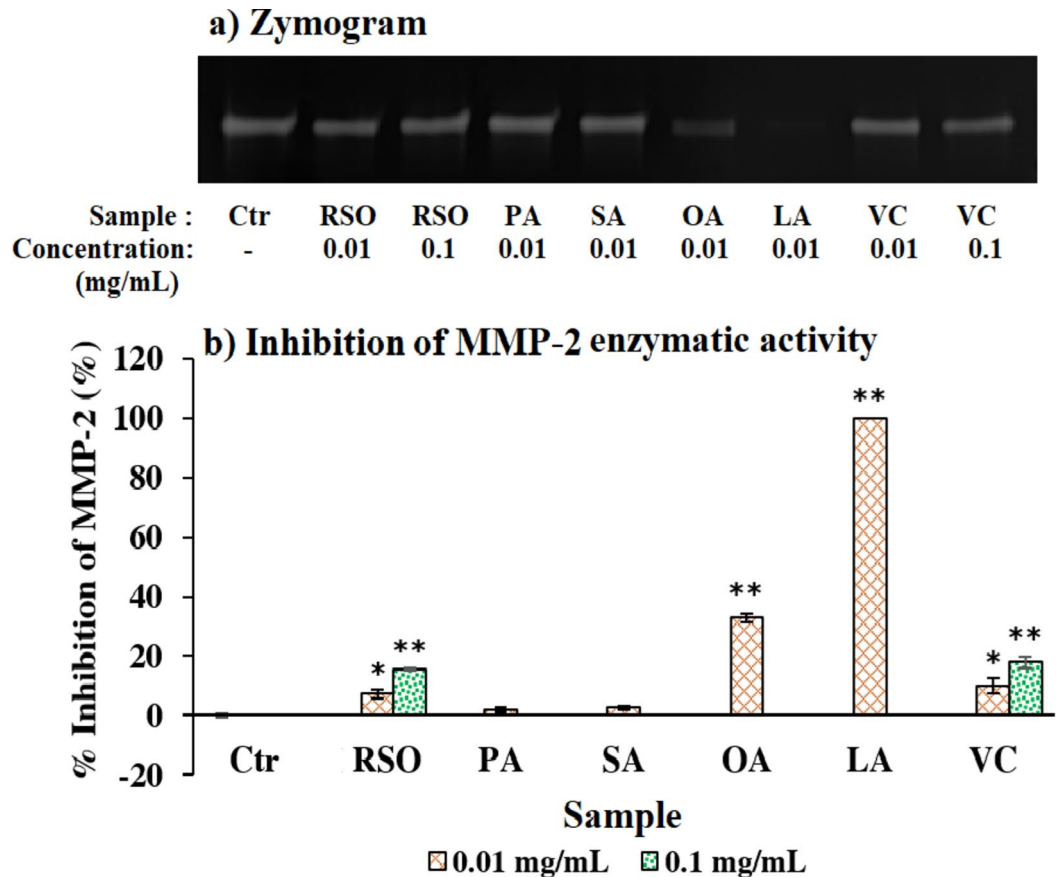 a) Zymogram
Sample : Ctr RSO RSO PA SA OA LA VC VC
Concentration: - 0.01 0.1 0.01 0.01 0.01 0.01 0.01 0.1
(mg/mL)
b) Inhibition of MMP-2 enzymatic activity
% Inhibition of MMP-2 (%)
120
100
80
60
40
20
0
-20
* ** ** ** * **
Ctr RSO PA SA OA LA VC
Sample
0.01 mg/mL 0.1 mg/mL